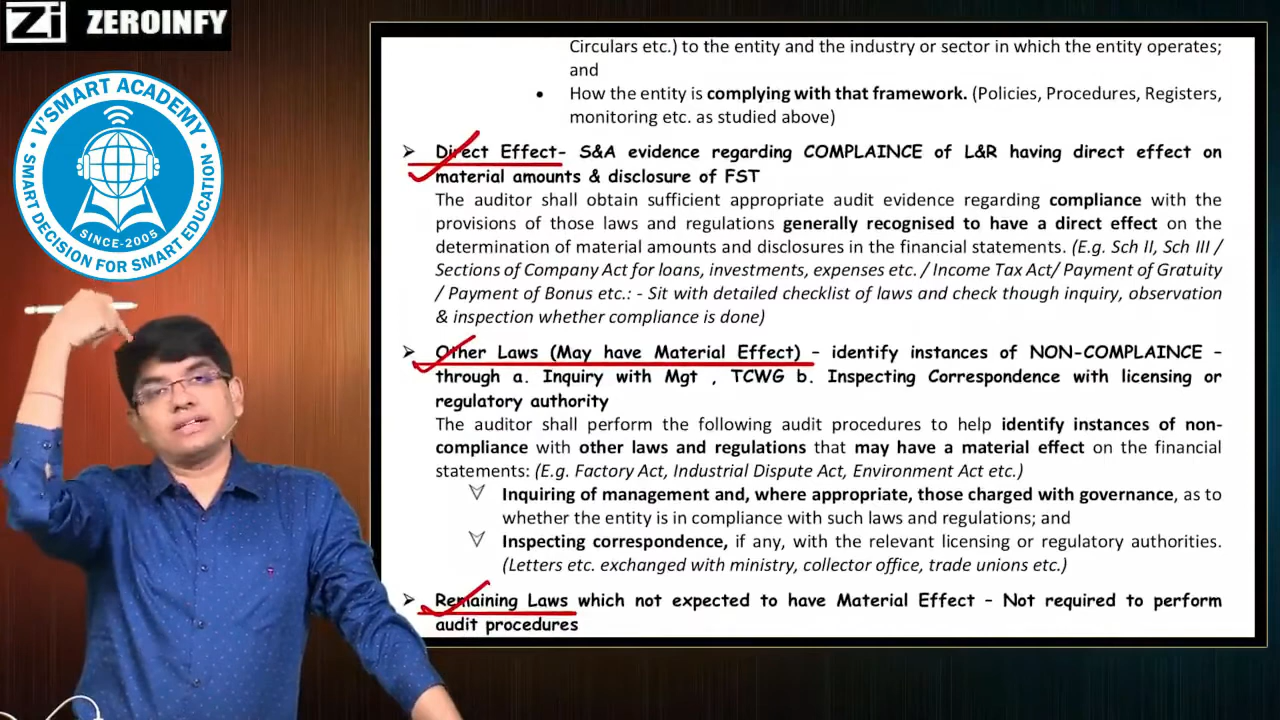 Zi ZEROINFY
V'SMART ACADEMY
SINCE-2005
SMART DECISION FOR SMART EDUCATION
Circulars etc.) to the entity and the industry or sector in which the entity operates;
and
• How the entity is complying with that framework. (Policies, Procedures, Registers,
monitoring etc. as studied above)
➢ Direct Effect- S&A evidence regarding COMPLAINCE of L&R having direct effect on
material amounts & disclosure of FST
The auditor shall obtain sufficient appropriate audit evidence regarding compliance with the
provisions of those laws and regulations generally recognised to have a direct effect on the
determination of material amounts and disclosures in the financial statements. (E.g. Sch II, Sch III /
Sections of Company Act for loans, investments, expenses etc. / Income Tax Act/ Payment of Gratuity
/ Payment of Bonus etc.: - Sit with detailed checklist of laws and check though inquiry, observation
& inspection whether compliance is done)
➢ Other Laws (May have Material Effect) - identify instances of NON-COMPLAINCE –
through a. Inquiry with Mgt , TCWG b. Inspecting Correspondence with licensing or
regulatory authority
The auditor shall perform the following audit procedures to help identify instances of non-
compliance with other laws and regulations that may have a material effect on the financial
statements: (E.g. Factory Act, Industrial Dispute Act, Environment Act etc.)
Inquiring of management and, where appropriate, those charged with governance, as to
whether the entity is in compliance with such laws and regulations; and
Inspecting correspondence, if any, with the relevant licensing or regulatory authorities.
(Letters etc. exchanged with ministry, collector office, trade unions etc.)
➢ Remaining Laws which not expected to have Material Effect – Not required to perform
audit procedures